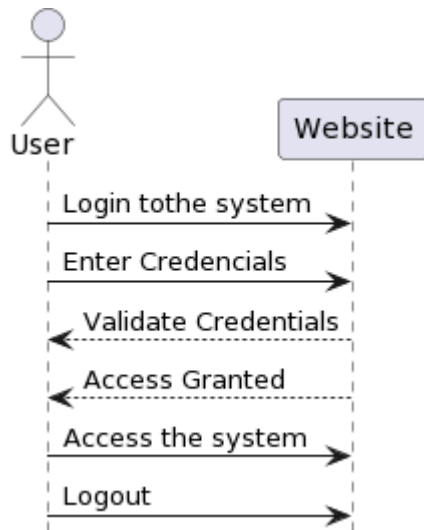 User
Website
Login tothe system
Enter Credencials
Validate Credentials
Access Granted
Access the system
Logout